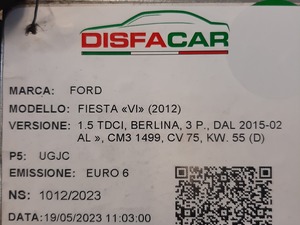 DISFACAR
MARCA: FORD
MODELLO: FIESTA «VI» (2012)
VERSIONE: 1.5 TDCI, BERLINA, 3 P., DAL 2015-02
AL », CM3 1499, CV 75, KW. 55 (D)
P5: UGJC
EMISSIONE: EURO 6
NS: 1012/2023
DATA:19/05/2023 11:03:00